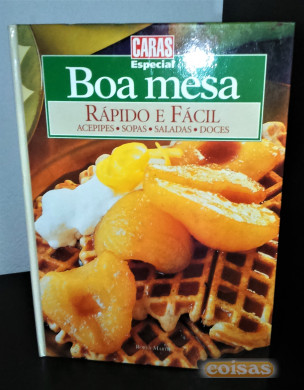 CARAS
Especial
Boa mesa
RÁPIDO E FÁCIL
ACEPIPES • SOPAS • SALADAS • DOCES
coisas